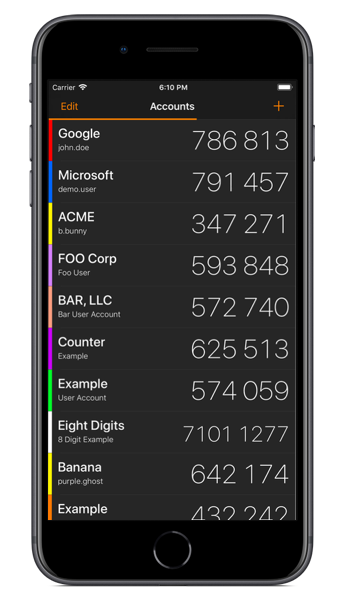 Carrier 6:10 PM
Edit Accounts +
Google 786 813
john.doe
Microsoft 791 457
demo.user
ACME 347 271
b.bunny
FOO Corp 593 848
Foo User
BAR, LLC 572 740
Bar User Account
Counter 625 513
Example
Example 574 059
User Account
Eight Digits 7101 1277
8 Digit Example
Banana 642 174
purple.ghost
Example 432 242